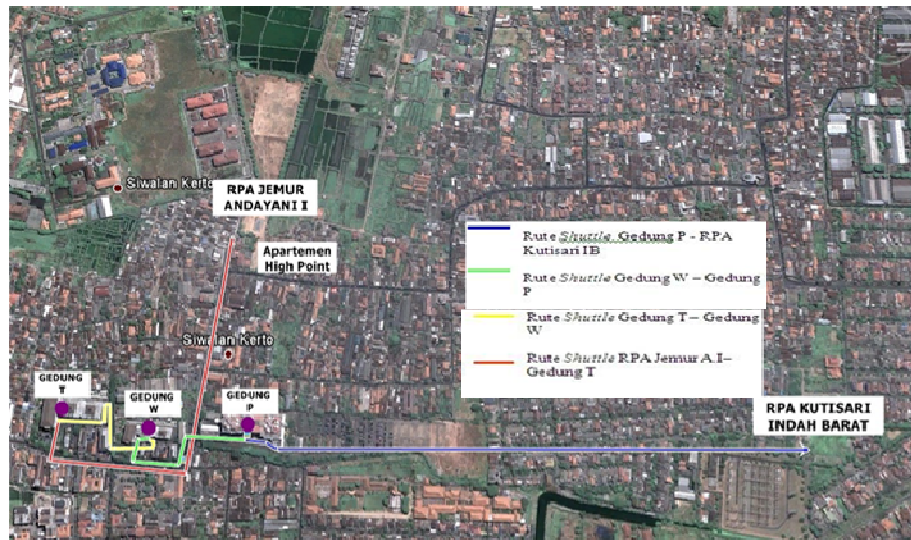 Siwalan Kerto
RPA JEMUR
ANDAYANI I
Apartemen
High Point
Rute Shuttle Gedung P - RPA
Kutisari IB
Rute Shuttle Gedung W – Gedung
P
Rute Shuttle Gedung T – Gedung
W
Rute Shuttle RPA Jemur A.I–
Gedung T
Siwalan Kerto
GEDUNG
T
GEDUNG
W
GEDUNG
P
RPA KUTISARI
INDAH BARAT